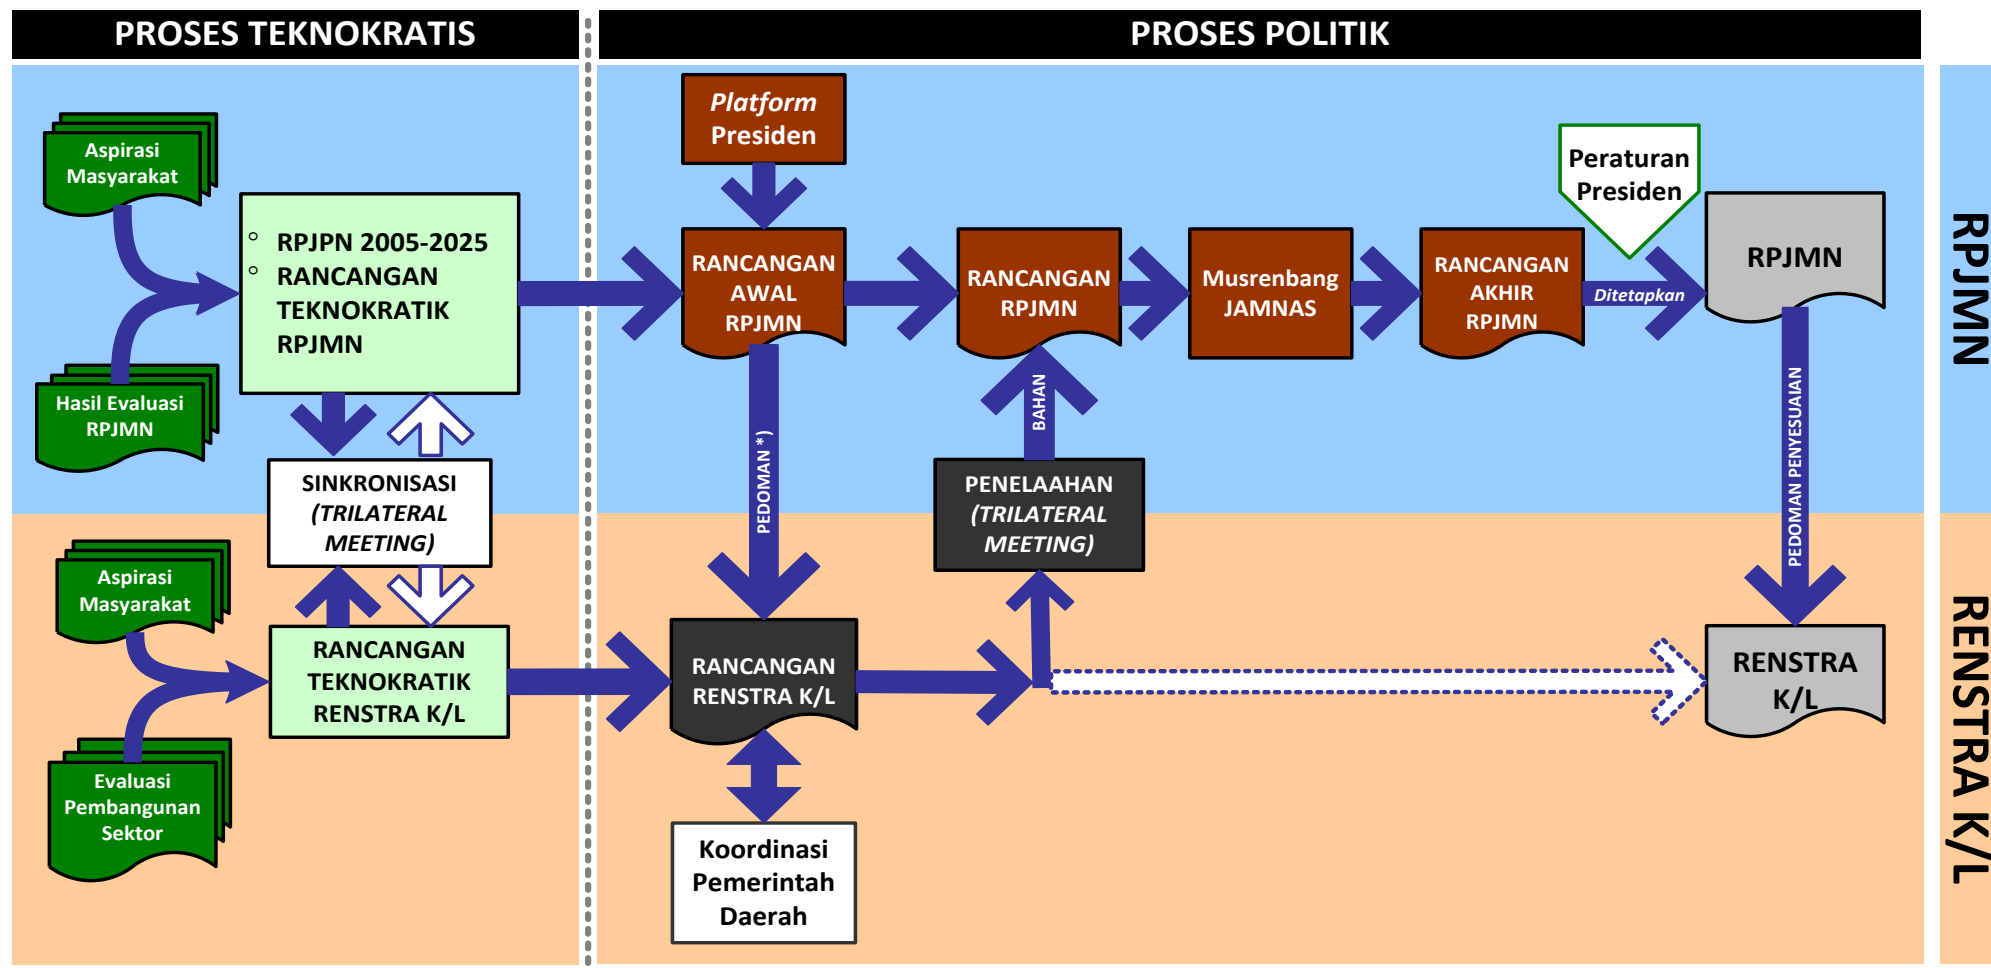 PROSES TEKNOKRATIS
PROSES POLITIK
Aspirasi
Masyarakat
Hasil Evaluasi
RPJMN
° RPJPN 2005-2025
° RANCANGAN
TEKNOKRATIK
RPJMN
SINKRONISASI
(TRILATERAL
MEETING)
Aspirasi
Masyarakat
Evaluasi
Pembangunan
Sektor
RANCANGAN
TEKNOKRATIK
RENSTRA K/L
Platform
Presiden
RANCANGAN
AWAL
RPJMN
RANCANGAN
RPJMN
Musrenbang
JAMNAS
RANCANGAN
AKHIR
RPJMN
Ditetapkan
Peraturan
Presiden
RPJMN
PEDOMAN *)
BAHAN
PENELAAHAN
(TRILATERAL
MEETING)
PEDOMAN PENYESUAIAN
RANCANGAN
RENSTRA K/L
RENSTRA
K/L
Koordinasi
Pemerintah
Daerah
RPJMN
RENSTRA K/L